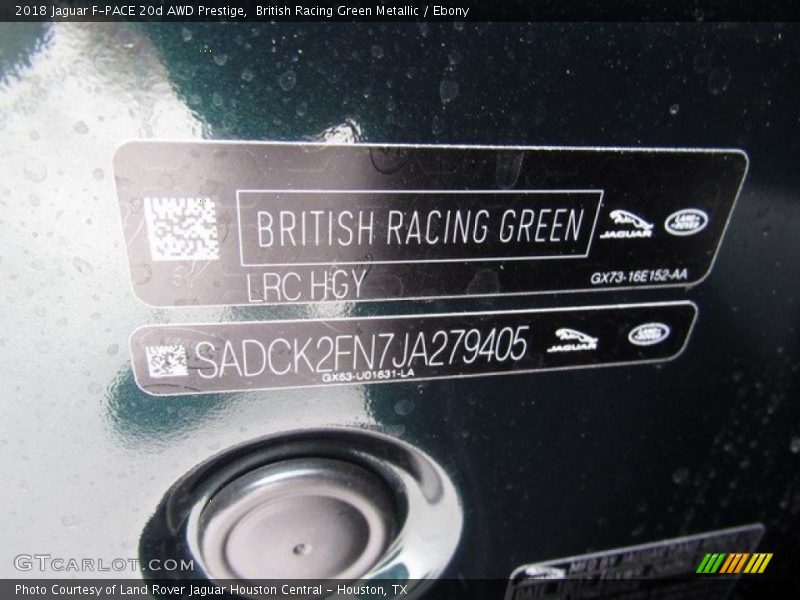 2018 Jaguar F-PACE 20d AWD Prestige, British Racing Green Metallic / Ebony
BRITISH RACING GREEN
JAGUAR
LAND ROVER
LRC HGY
GX73-16E152-AA
SADCK2FN7JA279405
JAGUAR
LAND ROVER
GX63-U01631-LA
GTCARLOT.COM
Photo Courtesy of Land Rover Jaguar Houston Central - Houston, TX